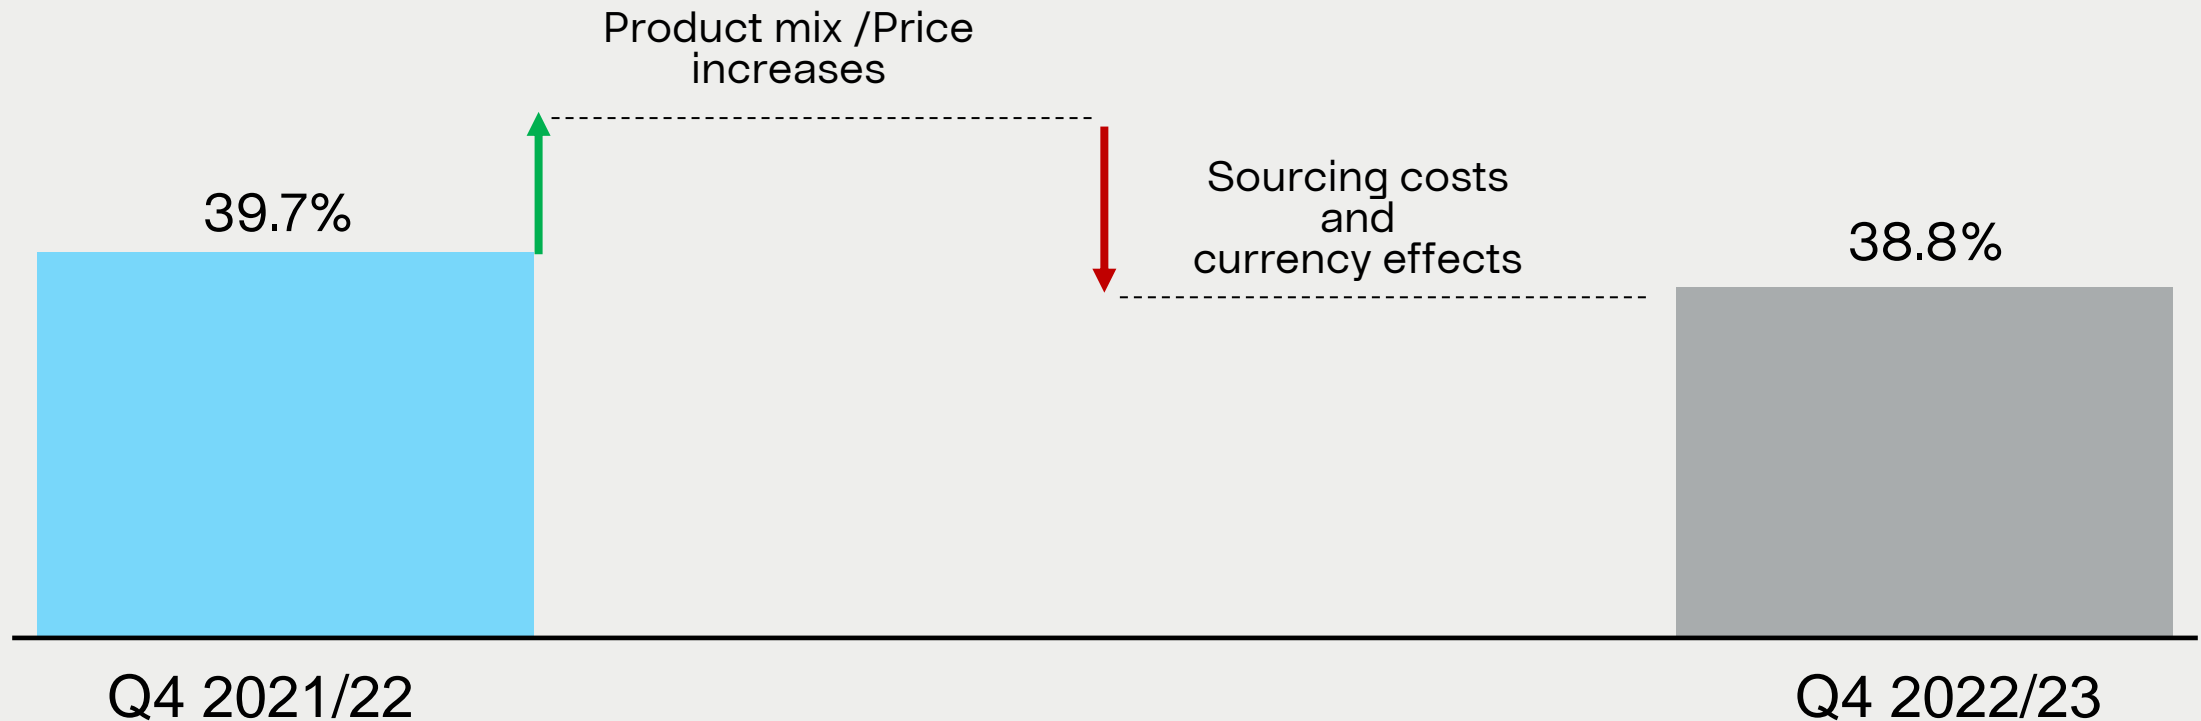 Product mix /Price
increases
39.7%
Sourcing costs
and
currency effects
38.8%
Q4 2021/22
Q4 2022/23